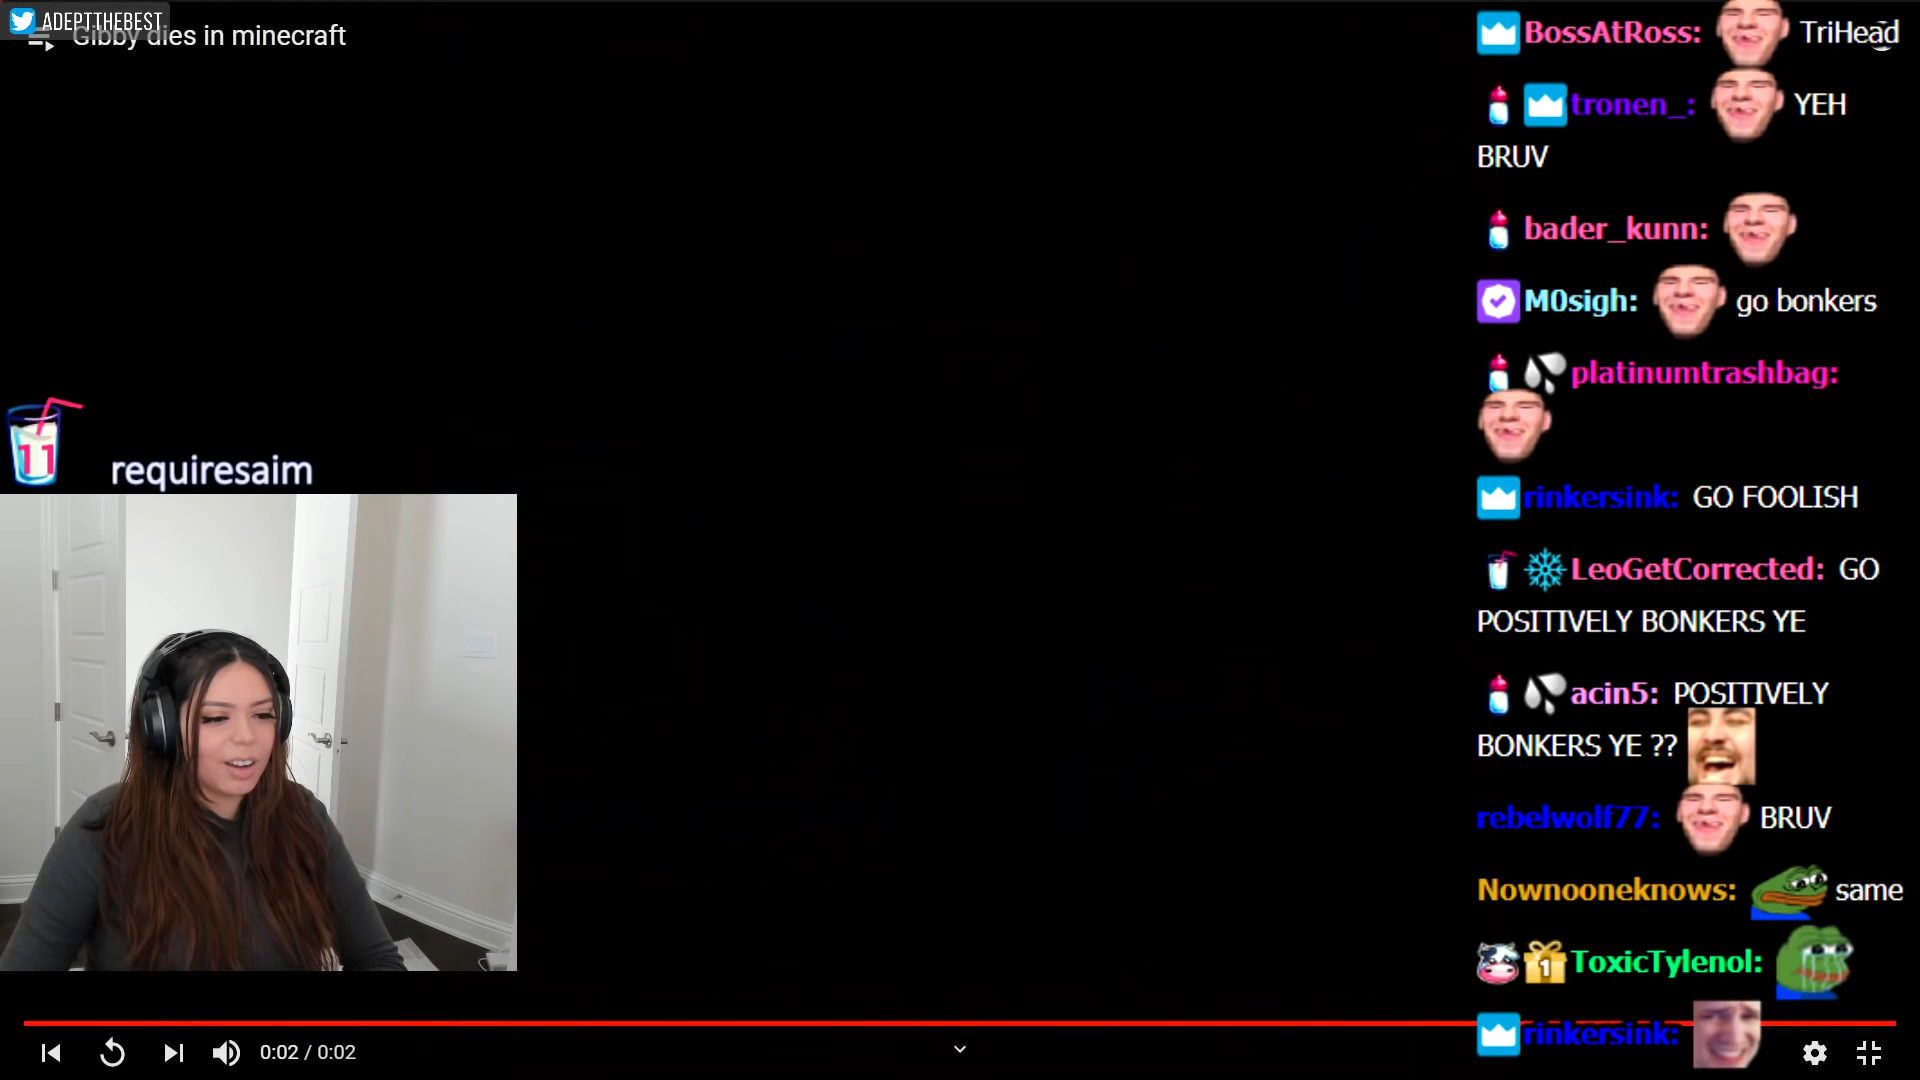 ADEPTTHEBEST
Gibby dies in minecraft
11
requiresaim
BossAtRoss: TriHead
tronen_: YEH
BRUV
bader_kunn:
M0sigh: go bonkers
platinumtrashbag:
rinkersink: GO FOOLISH
LeoGetCorrected: GO
POSITIVELY BONKERS YE
acin5: POSITIVELY
BONKERS YE ??
rebelwolf77: BRUV
Nownooneknows: same
1 ToxicTylenol:
rinkersink:
0:02 / 0:02